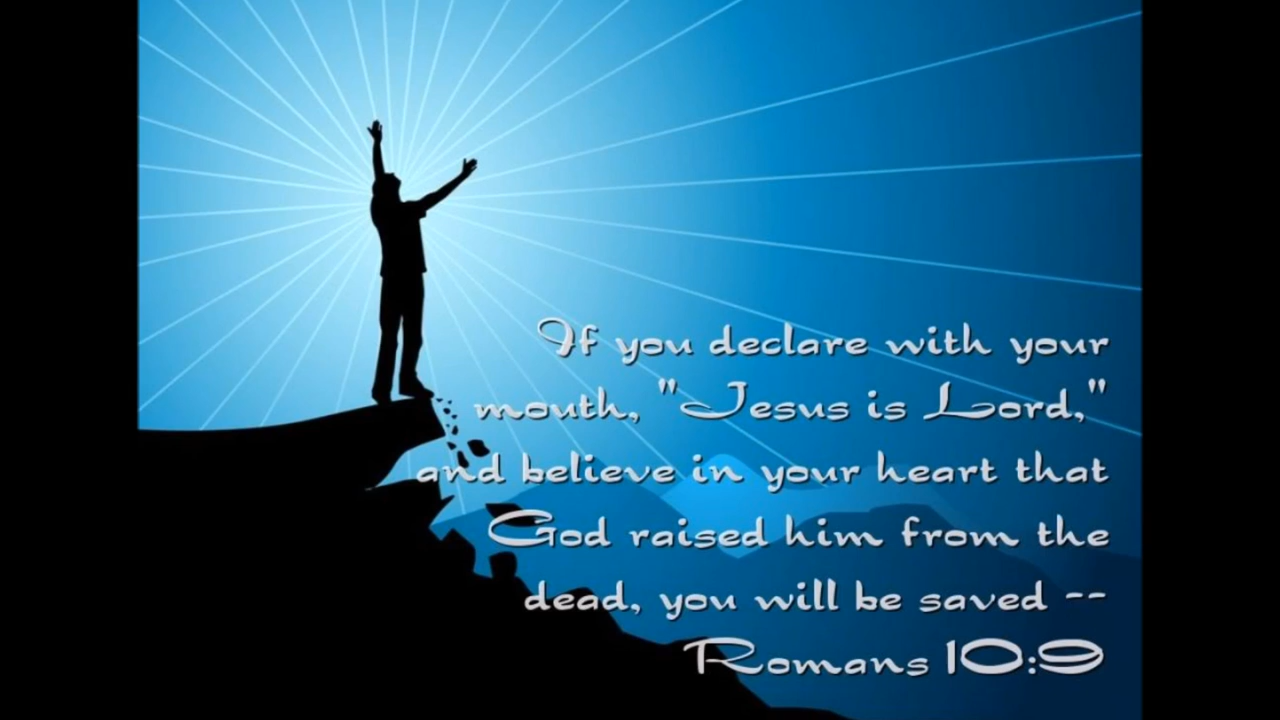 If you declare with your
mouth, "Jesus is Lord,"
and believe in your heart that
God raised him from the
dead, you will be saved --
Romans 10:9